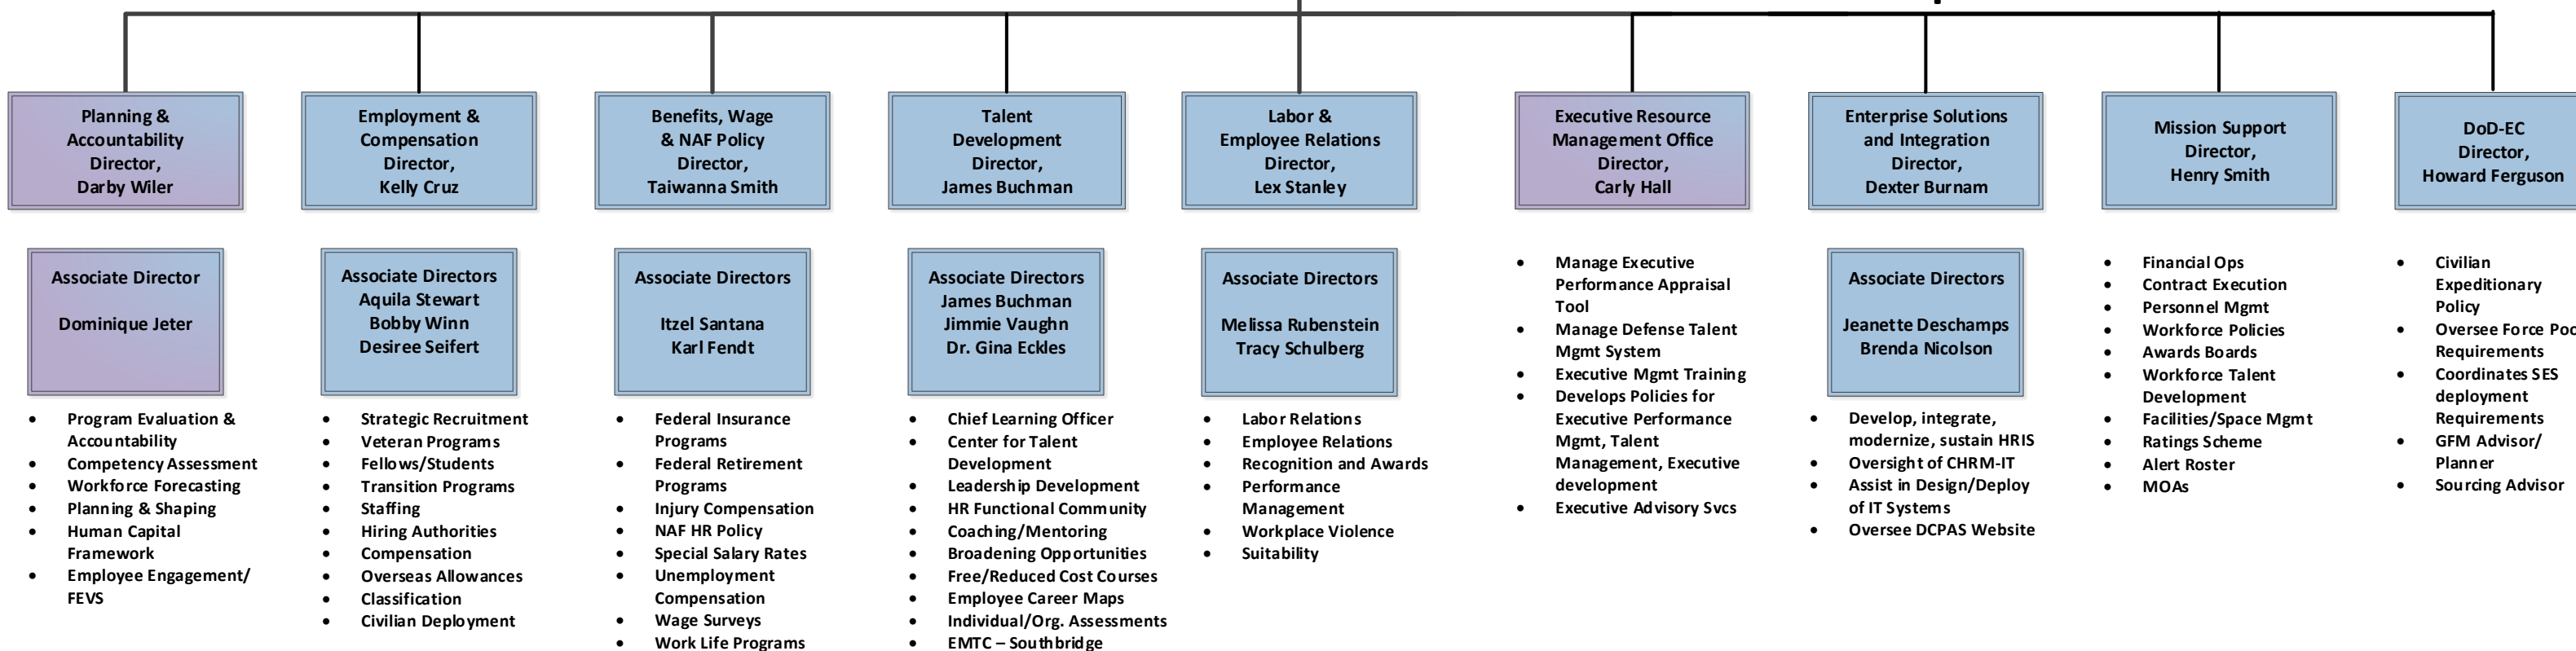 Planning &
Accountability
Director,
Darby Wiler
Employment &
Compensation
Director,
Kelly Cruz
Benefits, Wage
& NAF Policy
Director,
Taiwanna Smith
Talent
Development
Director,
James Buchman
Labor &
Employee Relations
Director,
Lex Stanley
Executive Resource
Management Office
Director,
Carly Hall
Enterprise Solutions
and Integration
Director,
Dexter Burnam
Mission Support
Director,
Henry Smith
DoD-EC
Director,
Howard Ferguson
Associate Director
Dominique Jeter
• Program Evaluation &
Accountability
• Competency Assessment
• Workforce Forecasting
• Planning & Shaping
• Human Capital
Framework
• Employee Engagement/
FEVS
Associate Directors
Aquila Stewart
Bobby Winn
Desiree Seifert
• Strategic Recruitment
• Veteran Programs
• Fellows/Students
• Transition Programs
• Staffing
• Hiring Authorities
• Compensation
• Overseas Allowances
• Classification
• Civilian Deployment
Associate Directors
Itzel Santana
Karl Fendt
• Federal Insurance
Programs
• Federal Retirement
Programs
• Injury Compensation
• NAF HR Policy
• Special Salary Rates
• Unemployment
Compensation
• Wage Surveys
• Work Life Programs
Associate Directors
James Buchman
Jimmie Vaughn
Dr. Gina Eckles
• Chief Learning Officer
• Center for Talent
Development
• Leadership Development
• HR Functional Community
• Coaching/Mentoring
• Broadening Opportunities
• Free/Reduced Cost Courses
• Employee Career Maps
• Individual/Org. Assessments
• EMTC – Southbridge
Associate Directors
Melissa Rubenstein
Tracy Schulberg
• Labor Relations
• Employee Relations
• Recognition and Awards
• Performance
Management
• Workplace Violence
• Suitability
• Manage Executive
Performance Appraisal
Tool
• Manage Defense Talent
Mgmt System
• Executive Mgmt Training
• Develops Policies for
Executive Performance
Mgmt, Talent
Management, Executive
development
• Executive Advisory Svcs
Associate Directors
Jeanette Deschamps
Brenda Nicolson
• Develop, integrate,
modernize, sustain HRIS
• Oversight of CHRM-IT
• Assist in Design/Deploy
of IT Systems
• Oversee DCPAS Website
• Financial Ops
• Contract Execution
• Personnel Mgmt
• Workforce Policies
• Awards Boards
• Workforce Talent
Development
• Facilities/Space Mgmt
• Ratings Scheme
• Alert Roster
• MOAs
• Civilian
Expeditionary
Policy
• Oversee Force
Requirements
• Coordinates SES
deployment
Requirements
• GFM Advisor/
Planner
• Sourcing Advisor